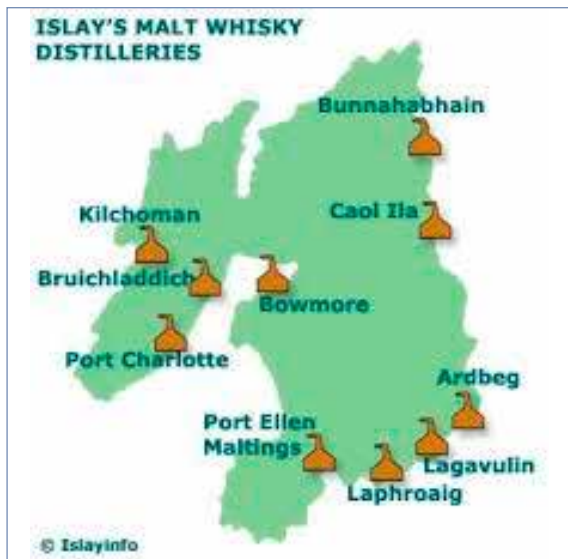 ISLAY'S MALT WHISKY
DISTILLERIES
Bunnahabhain
Caol Ila
Kilchoman
Bruichladdich
Bowmore
Port Charlotte
Ardbeg
Port Ellen
Maltings
Lagavulin
Laphroaig
© Islayinfo